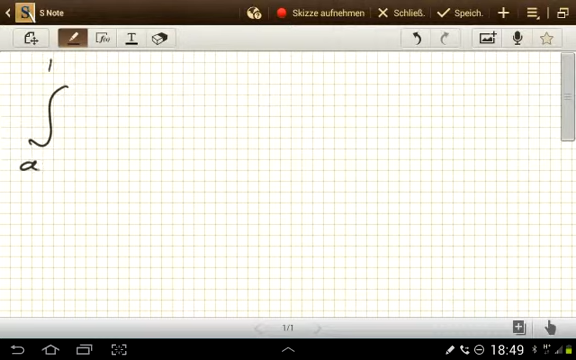 S Note Skizze aufnehmen Schließ. Speich.
f(x) T
1
∫
a
1/1
18:49